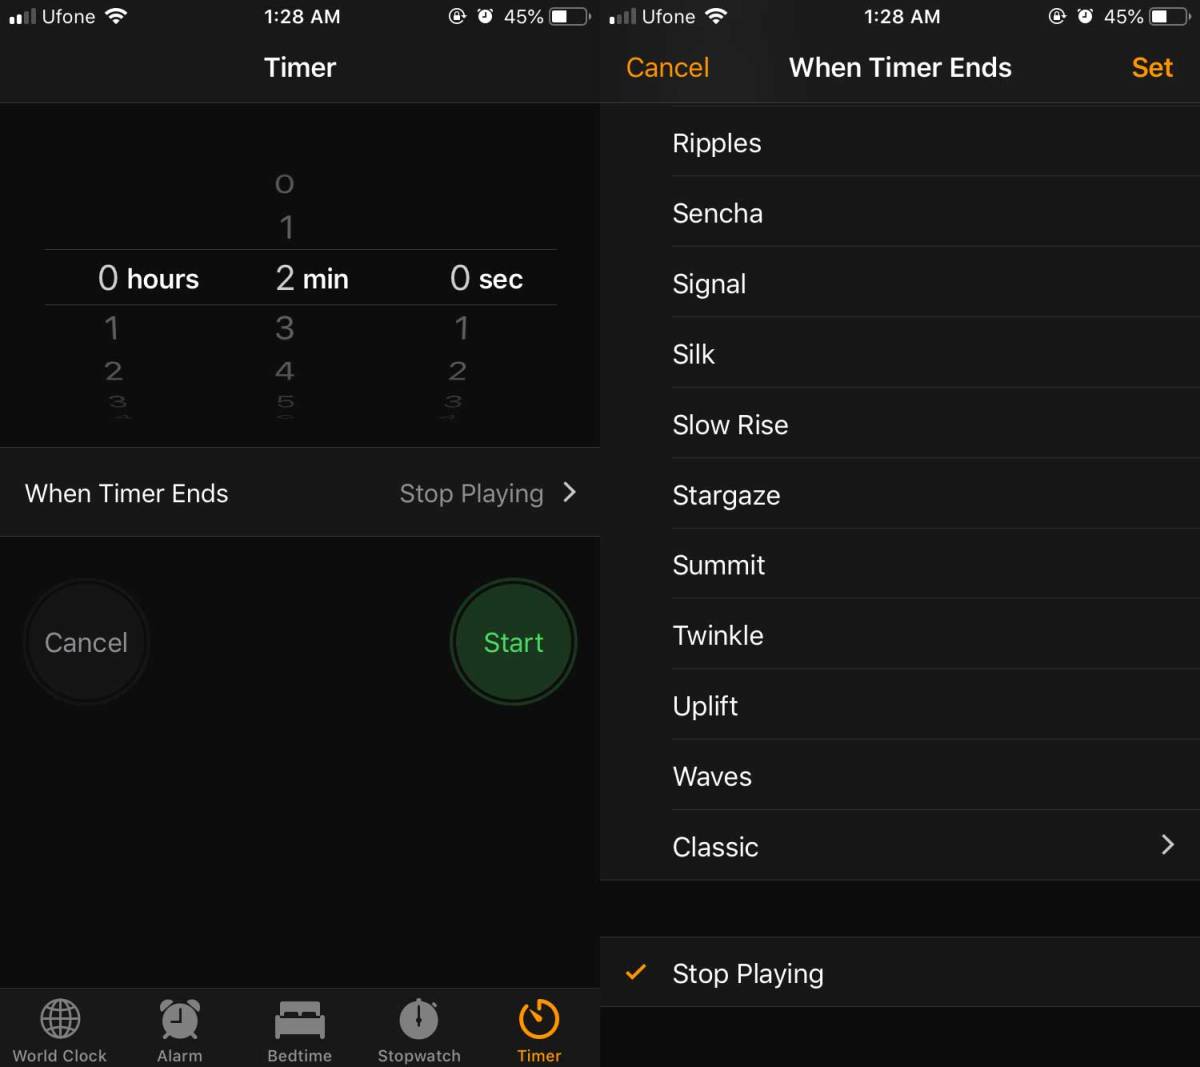 Ufone 1:28 AM 45%
Timer
0
1
0 hours 2 min 0 sec
1 3 1
2 4 2
3 5 3
When Timer Ends Stop Playing
Cancel Start
World Clock Alarm Bedtime Stopwatch Timer
Ufone 1:28 AM 45%
Cancel When Timer Ends Set
Ripples
Sencha
Signal
Silk
Slow Rise
Stargaze
Summit
Twinkle
Uplift
Waves
Classic
Stop Playing